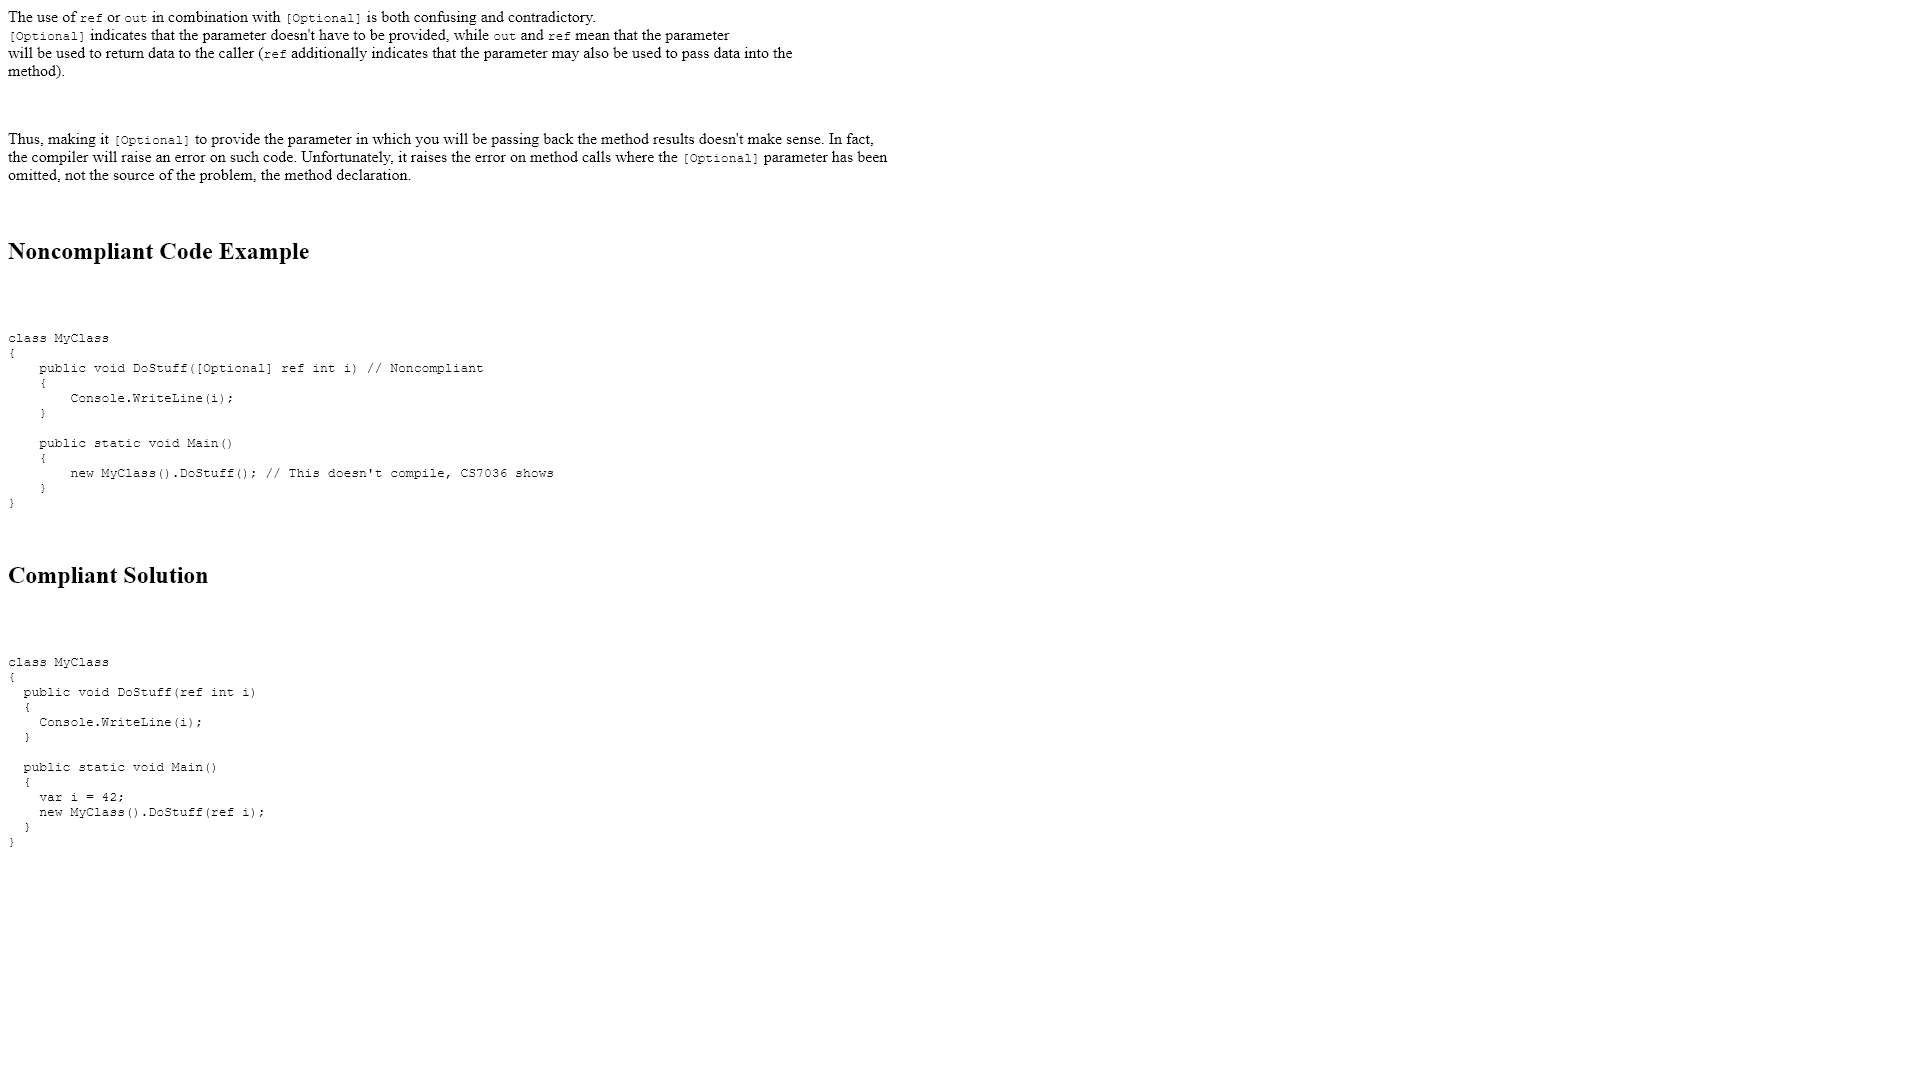 The use of ref or out in combination with [Optional] is both confusing and contradictory.
[Optional] indicates that the parameter doesn't have to be provided, while out and ref mean that the parameter
will be used to return data to the caller (ref additionally indicates that the parameter may also be used to pass data into the
method).
Thus, making it [Optional] to provide the parameter in which you will be passing back the method results doesn't make sense. In fact,
the compiler will raise an error on such code. Unfortunately, it raises the error on method calls where the [Optional] parameter has been
omitted, not the source of the problem, the method declaration.
Noncompliant Code Example
class MyClass
{
    public void DoStuff([Optional] ref int i) // Noncompliant
    {
        Console.WriteLine(i);
    }
    public static void Main()
    {
        new MyClass().DoStuff(); // This doesn't compile, CS7036 shows
    }
}
Compliant Solution
class MyClass
{
  public void DoStuff(ref int i)
  {
    Console.WriteLine(i);
  }
  public static void Main()
  {
    var i = 42;
    new MyClass().DoStuff(ref i);
  }
}